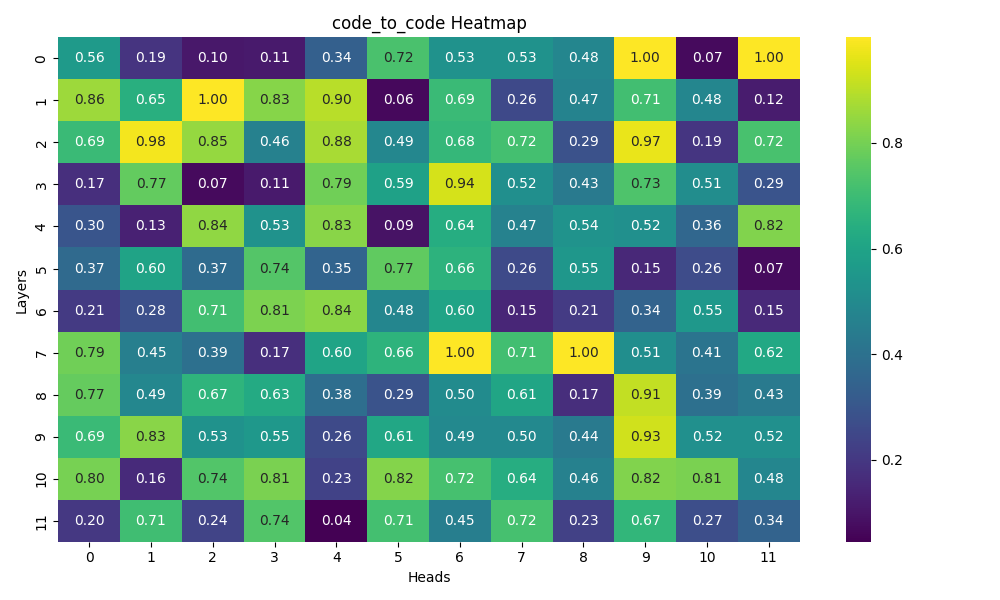 code_to_code Heatmap
0 0.56 0.19 0.10 0.11 0.34 0.72 0.53 0.53 0.48 1.00 0.07 1.00
1 0.86 0.65 1.00 0.83 0.90 0.06 0.69 0.26 0.47 0.71 0.48 0.12
2 0.69 0.98 0.85 0.46 0.88 0.49 0.68 0.72 0.29 0.97 0.19 0.72
3 0.17 0.77 0.07 0.11 0.79 0.59 0.94 0.52 0.43 0.73 0.51 0.29
4 0.30 0.13 0.84 0.53 0.83 0.09 0.64 0.47 0.54 0.52 0.36 0.82
5 0.37 0.60 0.37 0.74 0.35 0.77 0.66 0.26 0.55 0.15 0.26 0.07
6 0.21 0.28 0.71 0.81 0.84 0.48 0.60 0.15 0.21 0.34 0.55 0.15
7 0.79 0.45 0.39 0.17 0.60 0.66 1.00 0.71 1.00 0.51 0.41 0.62
8 0.77 0.49 0.67 0.63 0.38 0.29 0.50 0.61 0.17 0.91 0.39 0.43
9 0.69 0.83 0.53 0.55 0.26 0.61 0.49 0.50 0.44 0.93 0.52 0.52
10 0.80 0.16 0.74 0.81 0.23 0.82 0.72 0.64 0.46 0.82 0.81 0.48
11 0.20 0.71 0.24 0.74 0.04 0.71 0.45 0.72 0.23 0.67 0.27 0.34
0 1 2 3 4 5 6 7 8 9 10 11
Heads
Layers
0.8
0.6
0.4
0.2